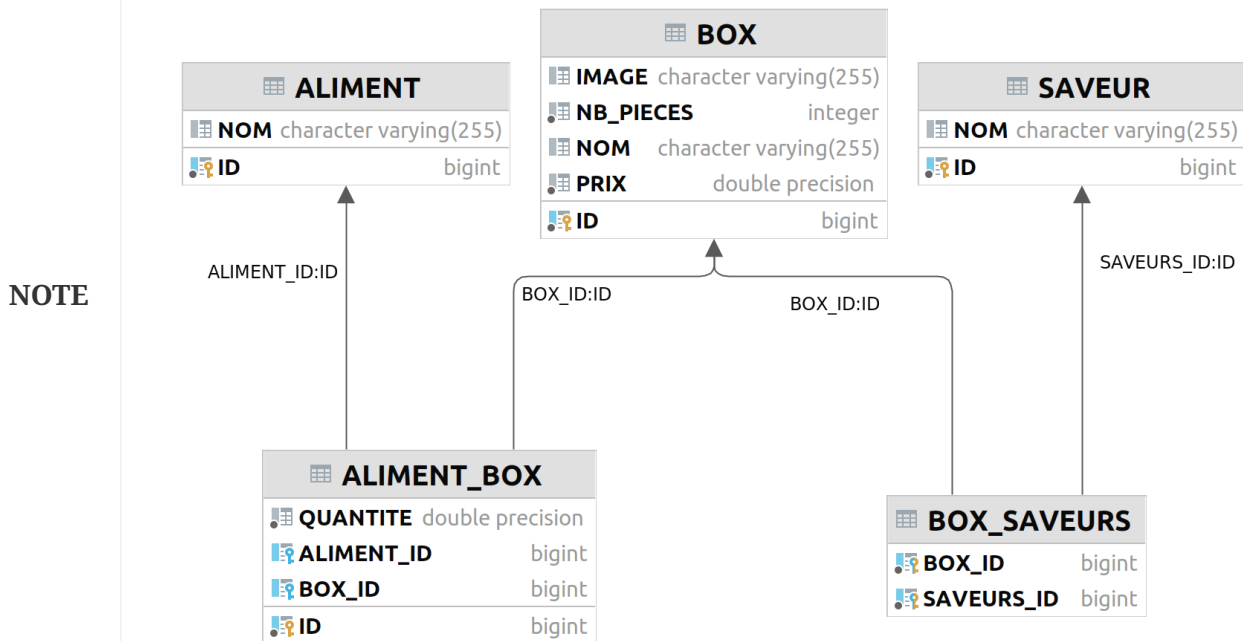 BOX
IMAGE character varying(255)
NB_PIECES integer
NOM character varying(255)
PRIX double precision
ID bigint
ALIMENT
NOM character varying(255)
ID bigint
SAVEUR
NOM character varying(255)
ID bigint
NOTE
ALIMENT_ID:ID
BOX_ID:ID
BOX_ID:ID
SAVEURS_ID:ID
ALIMENT_BOX
QUANTITE double precision
ALIMENT_ID bigint
BOX_ID bigint
ID bigint
BOX_SAVEURS
BOX_ID bigint
SAVEURS_ID bigint